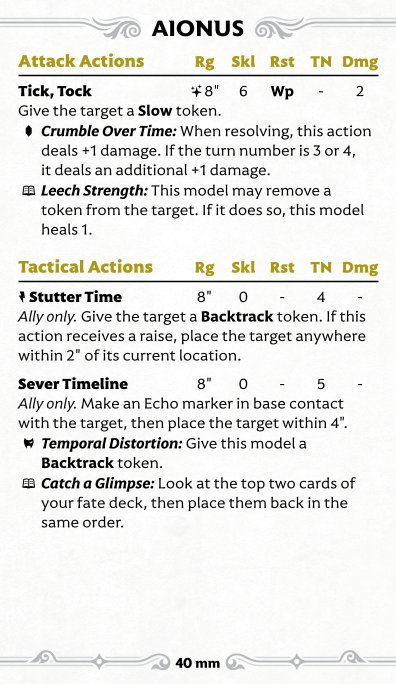 AIONUS
Attack Actions Rg Skl Rst TN Dmg
Tick, Tock 8" 6 Wp - 2
Give the target a Slow token.
Crumble Over Time: When resolving, this action
deals +1 damage. If the turn number is 3 or 4,
it deals an additional +1 damage.
Leech Strength: This model may remove a
token from the target. If it does so, this model
heals 1.
Tactical Actions Rg Skl Rst TN Dmg
Stutter Time 8" 0 - 4 -
Ally only. Give the target a Backtrack token. If this
action receives a raise, place the target anywhere
within 2" of its current location.
Sever Timeline 8" 0 - 5 -
Ally only. Make an Echo marker in base contact
with the target, then place the target within 4".
Temporal Distortion: Give this model a
Backtrack token.
Catch a Glimpse: Look at the top two cards of
your fate deck, then place them back in the
same order.
40 mm